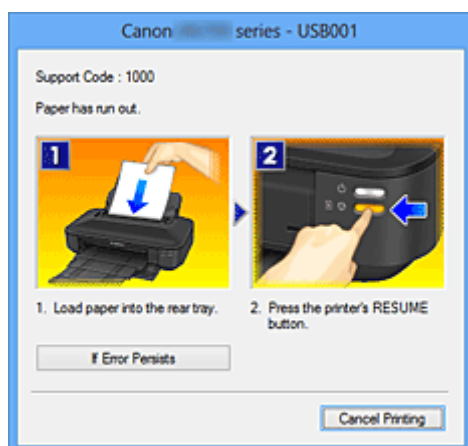 Canon series - USB001
Support Code : 1000
Paper has run out.
1
2
1. Load paper into the rear tray.
2. Press the printer's RESUME
button.
If Error Persists
Cancel Printing